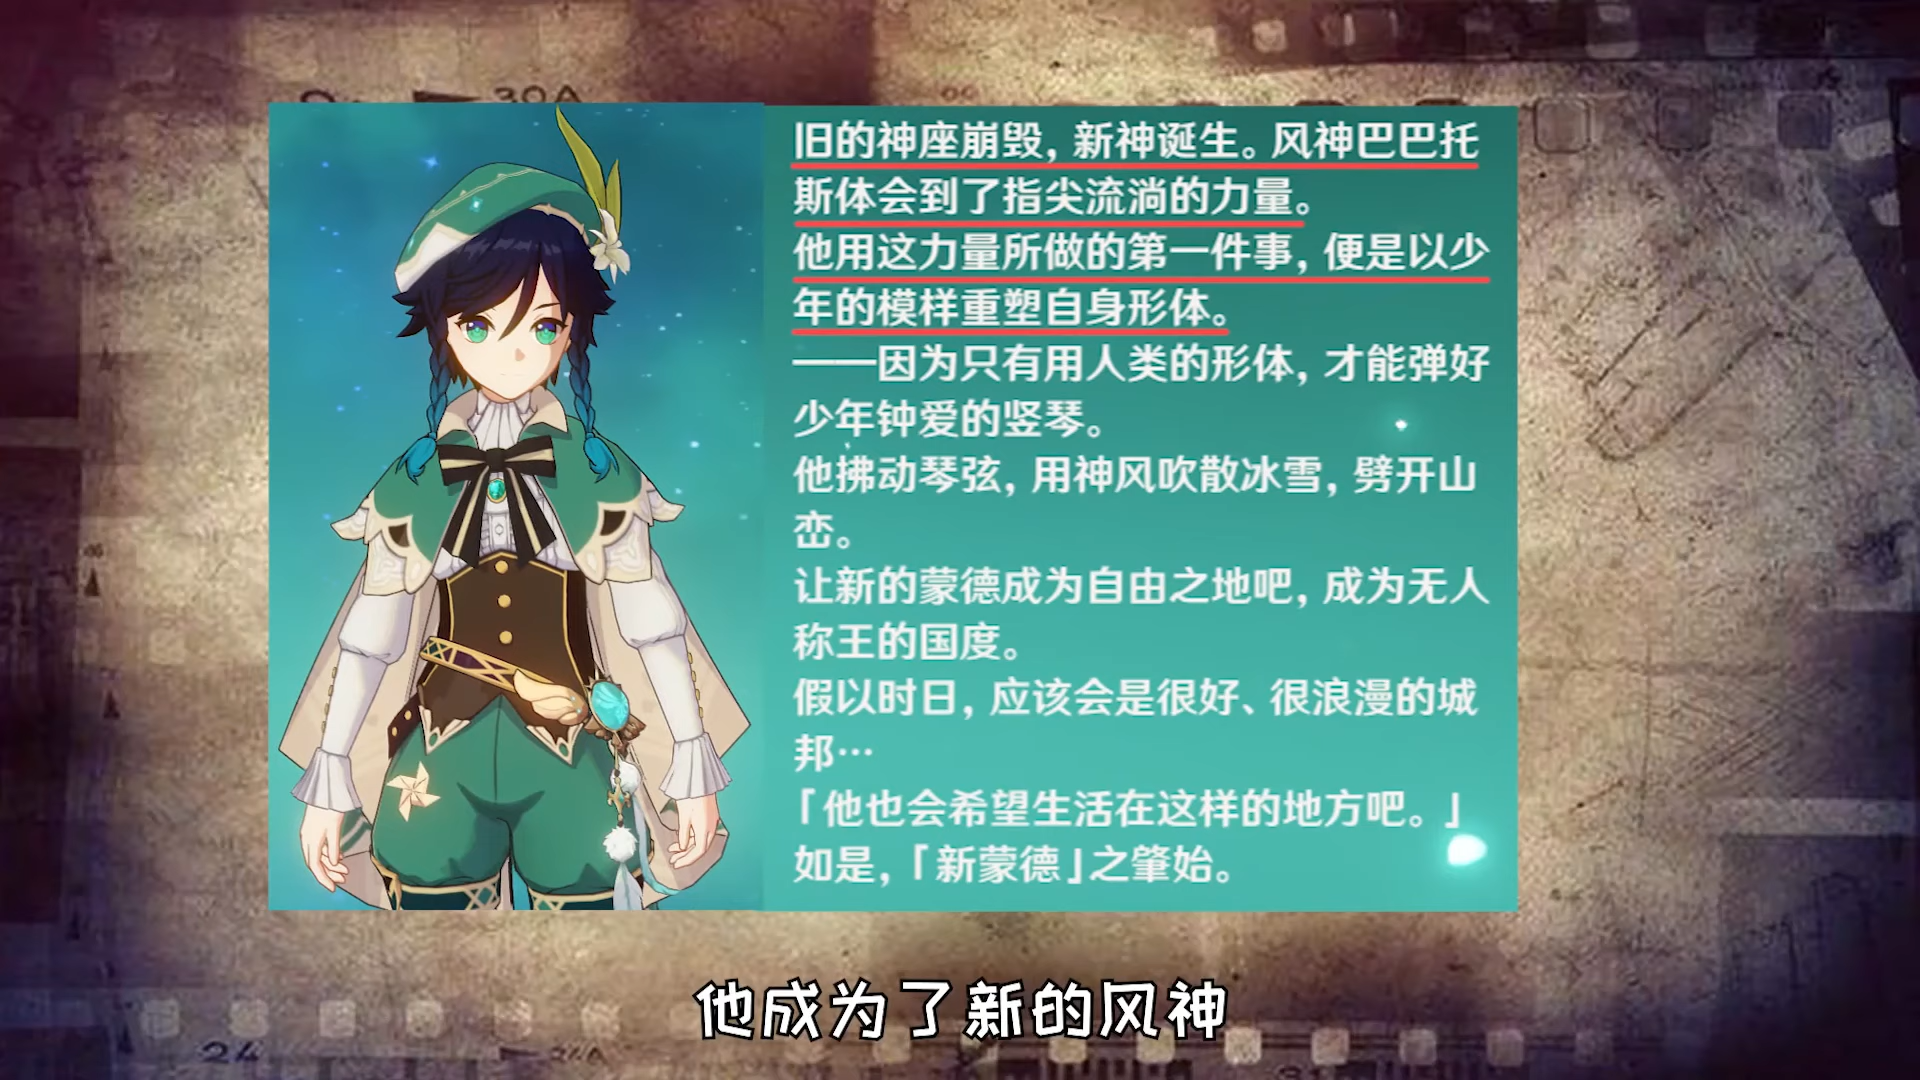 旧的神座崩毁，新神诞生。风神巴巴托
斯体会到了指尖流淌的力量。
他用这力量所做的第一件事，便是以少
年的模样重塑自身形体。
——因为只有用人类的形体，才能弹好
少年钟爱的竖琴。
他拂动琴弦，用神风吹散冰雪，劈开山
峦。
让新的蒙德成为自由之地吧，成为无人
称王的国度。
假以时日，应该会是很好、很浪漫的城
邦…
「他也会希望生活在这样的地方吧。」
如是，「新蒙德」之肇始。
他成为了新的风神
24